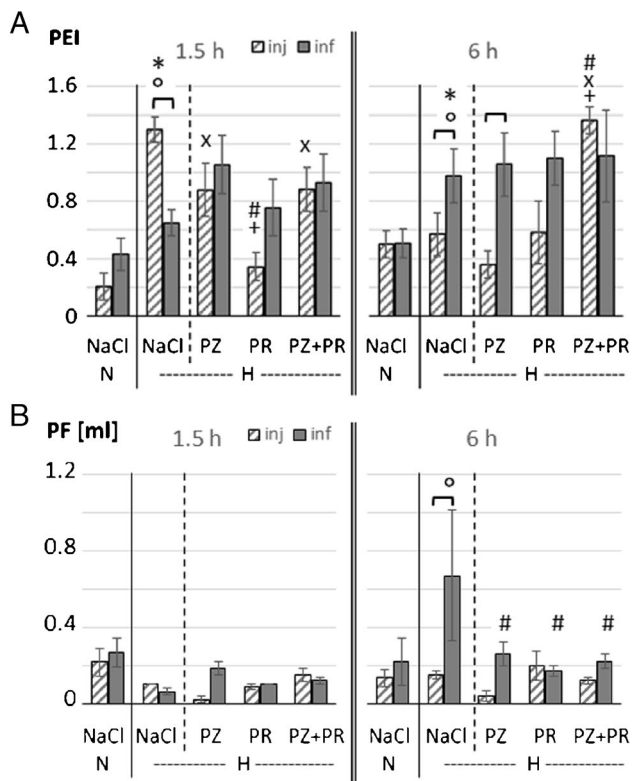 A
PEI
1.5 h
inj
inf
6 h
1.6
1.2
0.8
0.4
0
*
°
x
#
+
x
*
°
#
x
+
NaCl NaCl PZ PR PZ+PR
N ---------- H ----------
NaCl NaCl PZ PR PZ+PR
N ---------- H ----------
B
PF [ml]
1.5 h
inj
inf
6 h
1.2
0.8
0.4
0
°
# # #
NaCl NaCl PZ PR PZ+PR
N ---------- H ----------
NaCl NaCl PZ PR PZ+PR
N ---------- H ----------